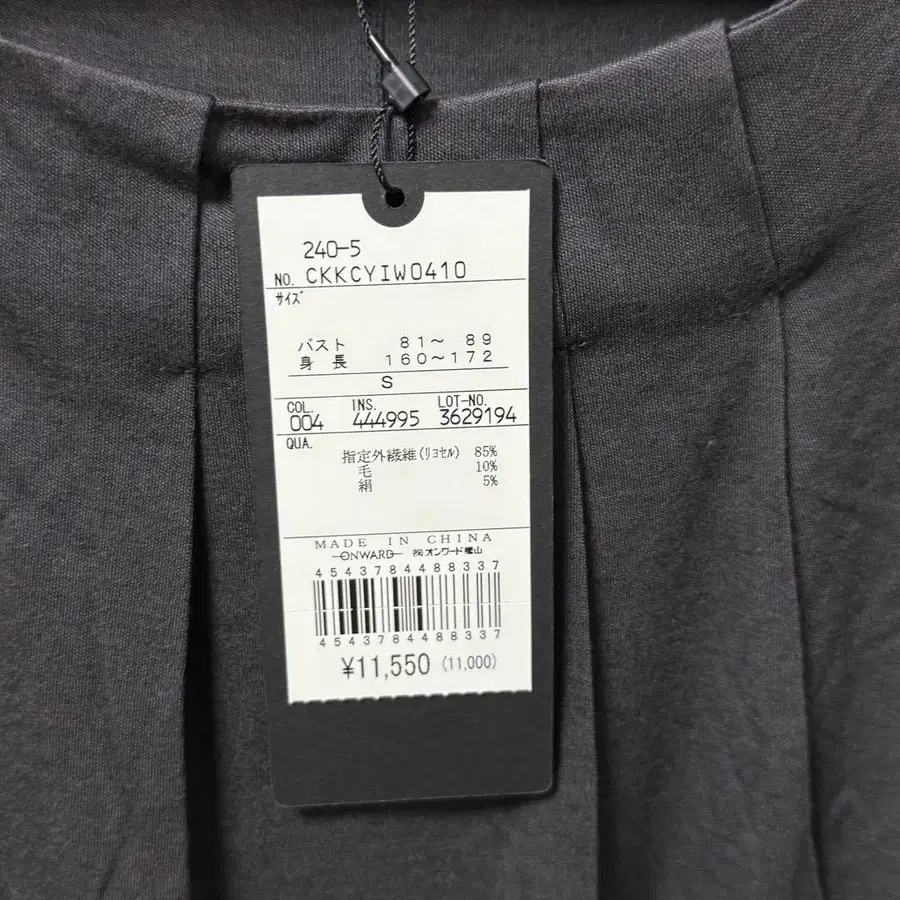 240-5
NO. CKKCYIW0410
ｻｲｽﾞ
バスト 81～ 89
身 長 160～172
S
COL. INS. LOT-NO.
004 444995 3629194
QUA.
指定外繊維(ﾘﾖｾﾙ) 85%
毛 10%
絹 5%
MADE IN CHINA
ONWARD ㈱オンワード樫山
4543784488337
4543784488337
¥11,550 (11,000)